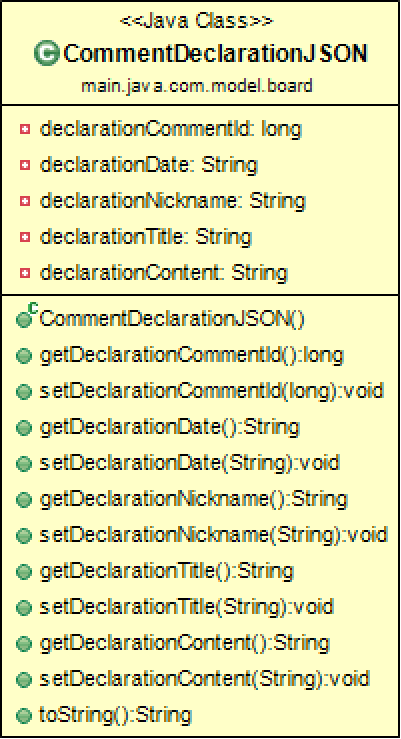 <<Java Class>>
C CommentDeclarationJSON
main.java.com.model.board
declarationCommentId: long
declarationDate: String
declarationNickname: String
declarationTitle: String
declarationContent: String
C CommentDeclarationJSON()
getDeclarationCommentId():long
setDeclarationCommentId(long):void
getDeclarationDate():String
setDeclarationDate(String):void
getDeclarationNickname():String
setDeclarationNickname(String):void
getDeclarationTitle():String
setDeclarationTitle(String):void
getDeclarationContent():String
setDeclarationContent(String):void
toString():String